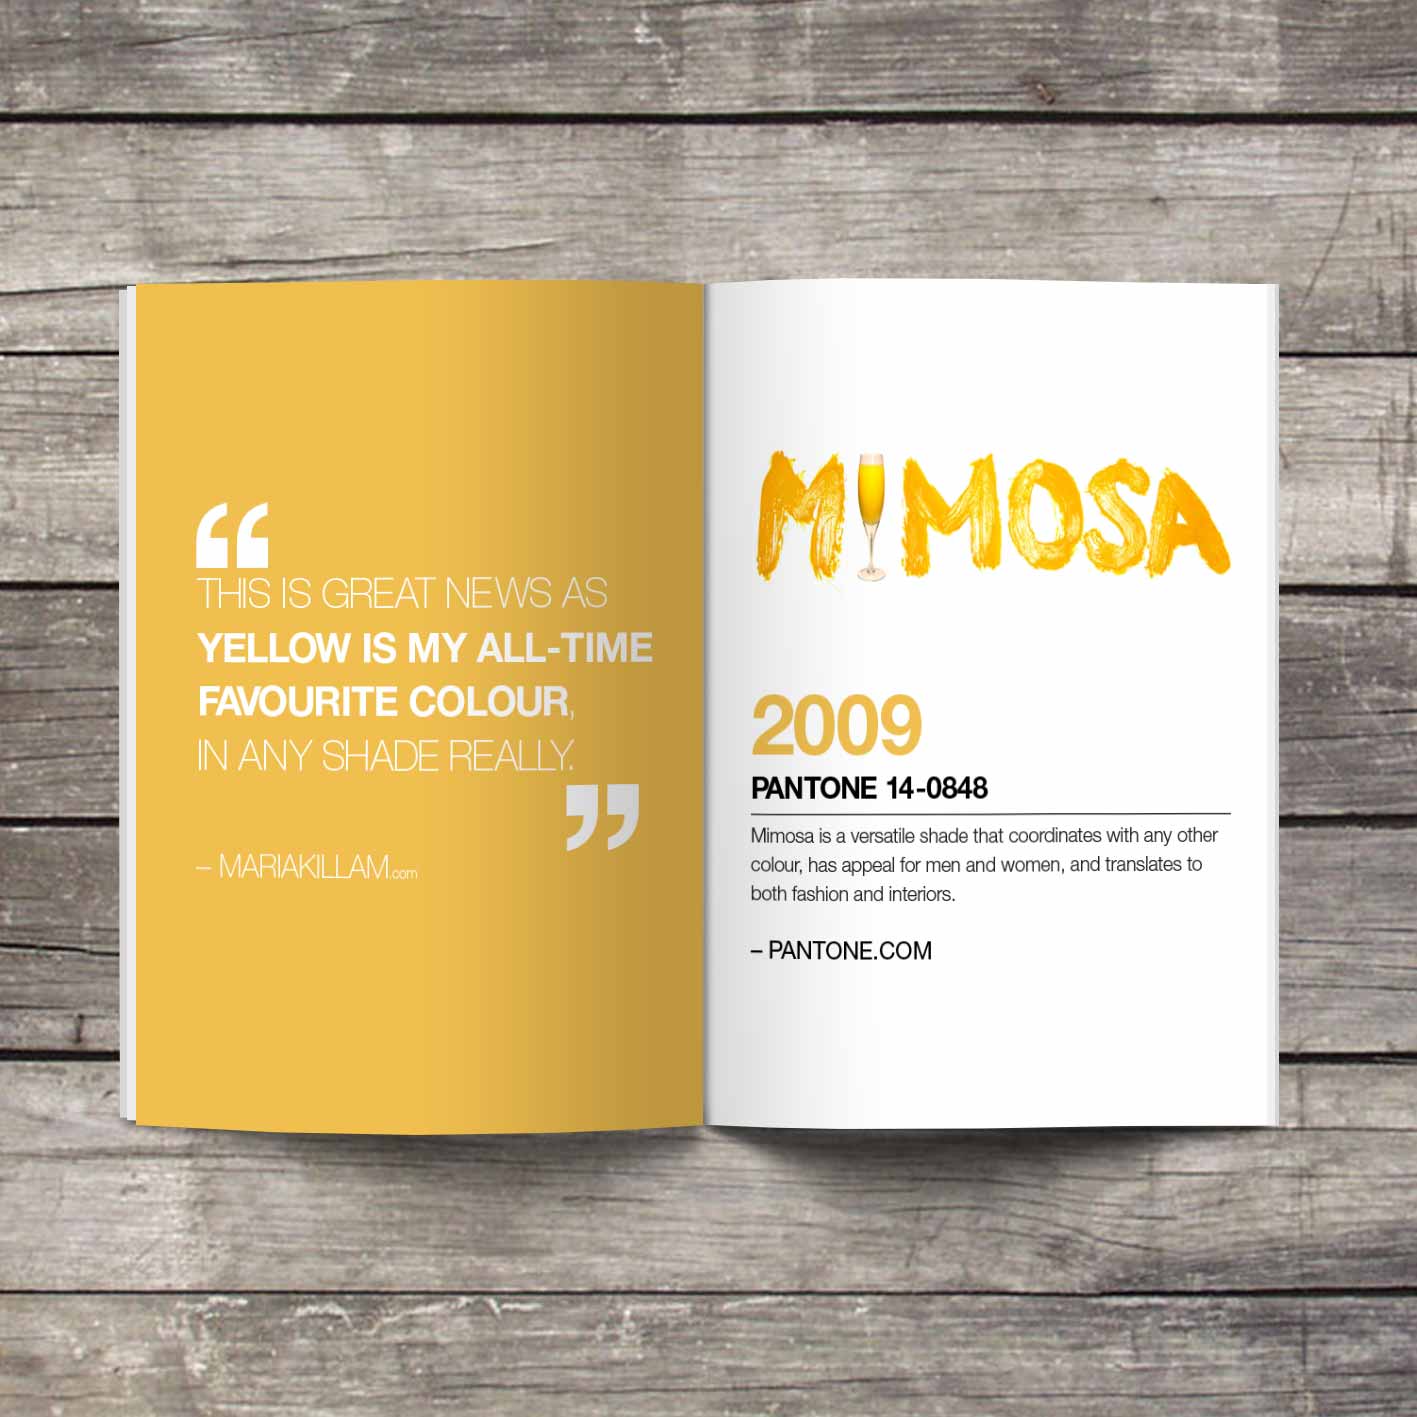 “
THIS IS GREAT NEWS AS
YELLOW IS MY ALL-TIME
FAVOURITE COLOUR,
IN ANY SHADE REALLY.
”
– MARIAKILLAM.com
MIMOSA
2009
PANTONE 14-0848
Mimosa is a versatile shade that coordinates with any other
colour, has appeal for men and women, and translates to
both fashion and interiors.
– PANTONE.COM